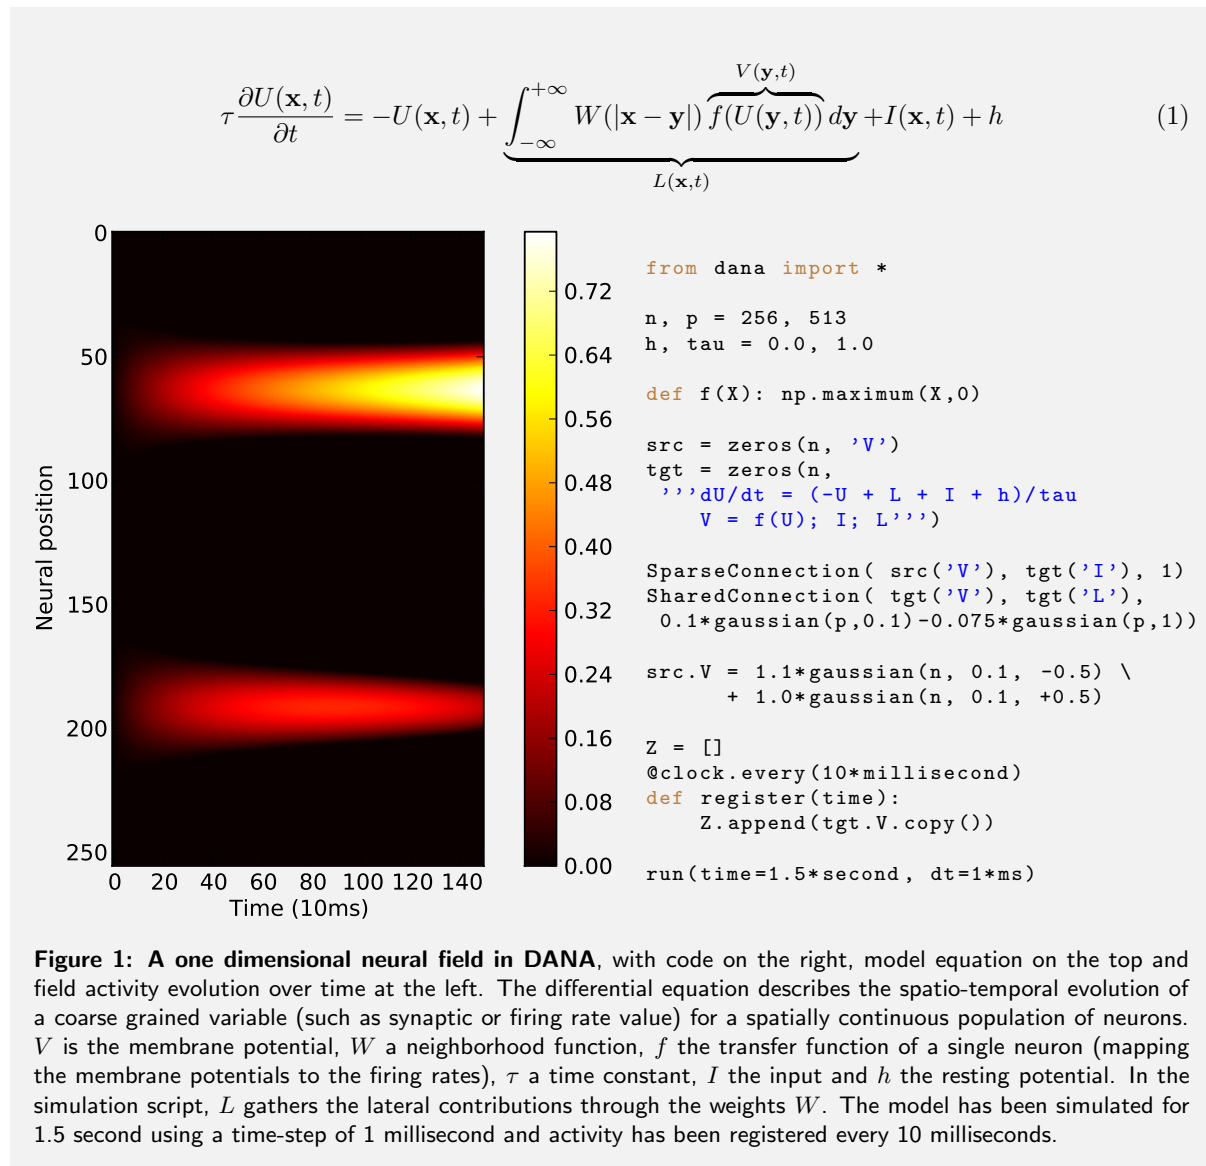 V(y,t)
τ ∂U(x, t)/∂t = −U(x, t) + ∫_{−∞}^{+∞} W(|x − y|) f(U(y, t)) dy +I(x, t) + h (1)
L(x,t)
0
50
100
150
200
250
Neural position
0 20 40 60 80 100 120 140
Time (10ms)
0.72
0.64
0.56
0.48
0.40
0.32
0.24
0.16
0.08
0.00
from dana import *
n, p = 256, 513
h, tau = 0.0, 1.0
def f(X): np.maximum(X,0)
src = zeros(n, ’V’)
tgt = zeros(n,
’’’dU/dt = (-U + L + I + h)/tau
V = f(U); I; L’’’)
SparseConnection( src(’V’), tgt(’I’), 1)
SharedConnection( tgt(’V’), tgt(’L’),
0.1*gaussian(p,0.1)-0.075*gaussian(p,1))
src.V = 1.1*gaussian(n, 0.1, -0.5) \
+ 1.0*gaussian(n, 0.1, +0.5)
Z = []
@clock.every(10*millisecond)
def register(time):
Z.append(tgt.V.copy())
run(time=1.5*second, dt=1*ms)
Figure 1: A one dimensional neural field in DANA, with code on the right, model equation on the top and
field activity evolution over time at the left. The differential equation describes the spatio-temporal evolution of
a coarse grained variable (such as synaptic or firing rate value) for a spatially continuous population of neurons.
V is the membrane potential, W a neighborhood function, f the transfer function of a single neuron (mapping
the membrane potentials to the firing rates), τ a time constant, I the input and h the resting potential. In the
simulation script, L gathers the lateral contributions through the weights W. The model has been simulated for
1.5 second using a time-step of 1 millisecond and activity has been registered every 10 milliseconds.